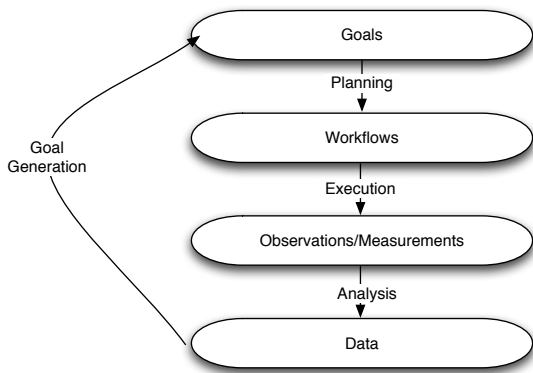 Goals
Planning
Workflows
Goal
Generation
Execution
Observations/Measurements
Analysis
Data